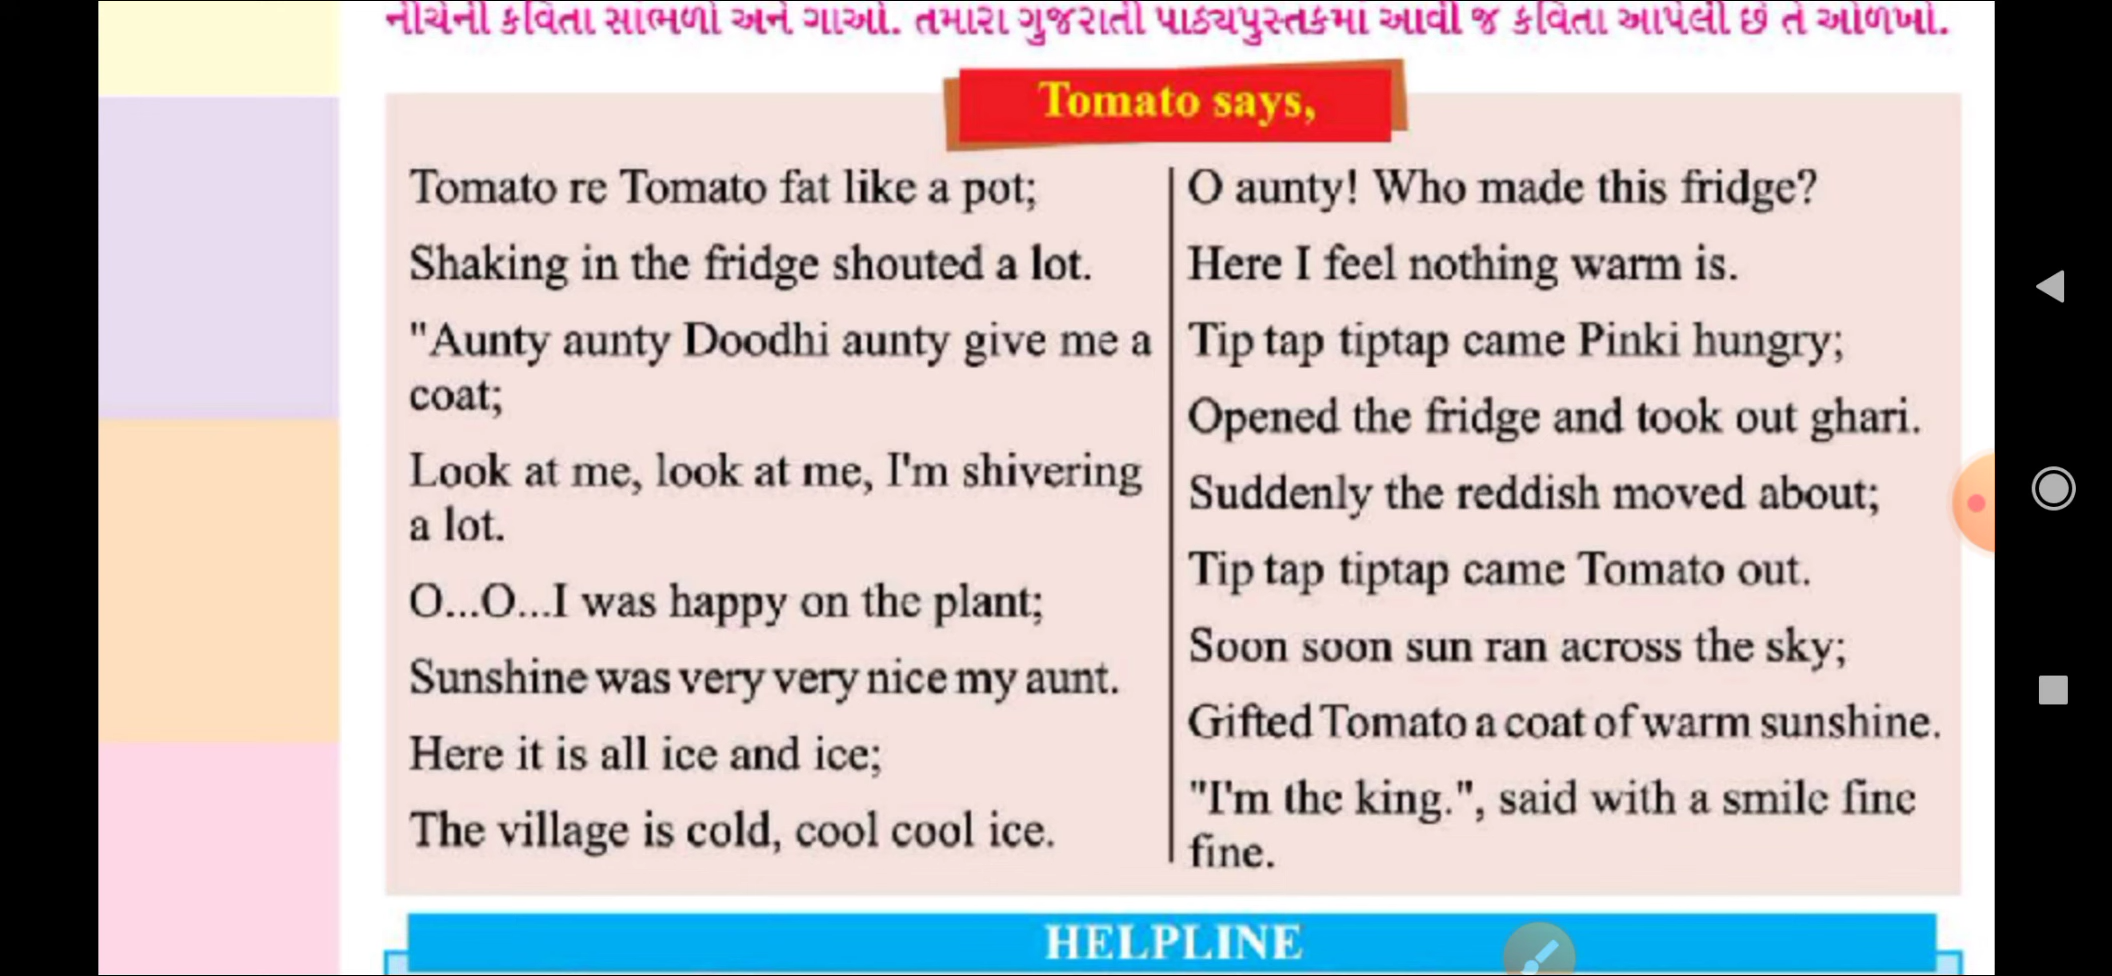 નીચેની કવિતા સાંભળો અને ગાઓ. તમારા ગુજરાતી પાઠ્યપુસ્તકમાં આવી જ કવિતા આપેલી છે તે ઓળખો.
Tomato says,
Tomato re Tomato fat like a pot;
Shaking in the fridge shouted a lot.
"Aunty aunty Doodhi aunty give me a
coat;
Look at me, look at me, I'm shivering
a lot.
O...O...I was happy on the plant;
Sunshine was very very nice my aunt.
Here it is all ice and ice;
The village is cold, cool cool ice.
O aunty! Who made this fridge?
Here I feel nothing warm is.
Tip tap tiptap came Pinki hungry;
Opened the fridge and took out ghari.
Suddenly the reddish moved about;
Tip tap tiptap came Tomato out.
Soon soon sun ran across the sky;
Gifted Tomato a coat of warm sunshine.
"I'm the king.", said with a smile fine
fine.
HELPLINE